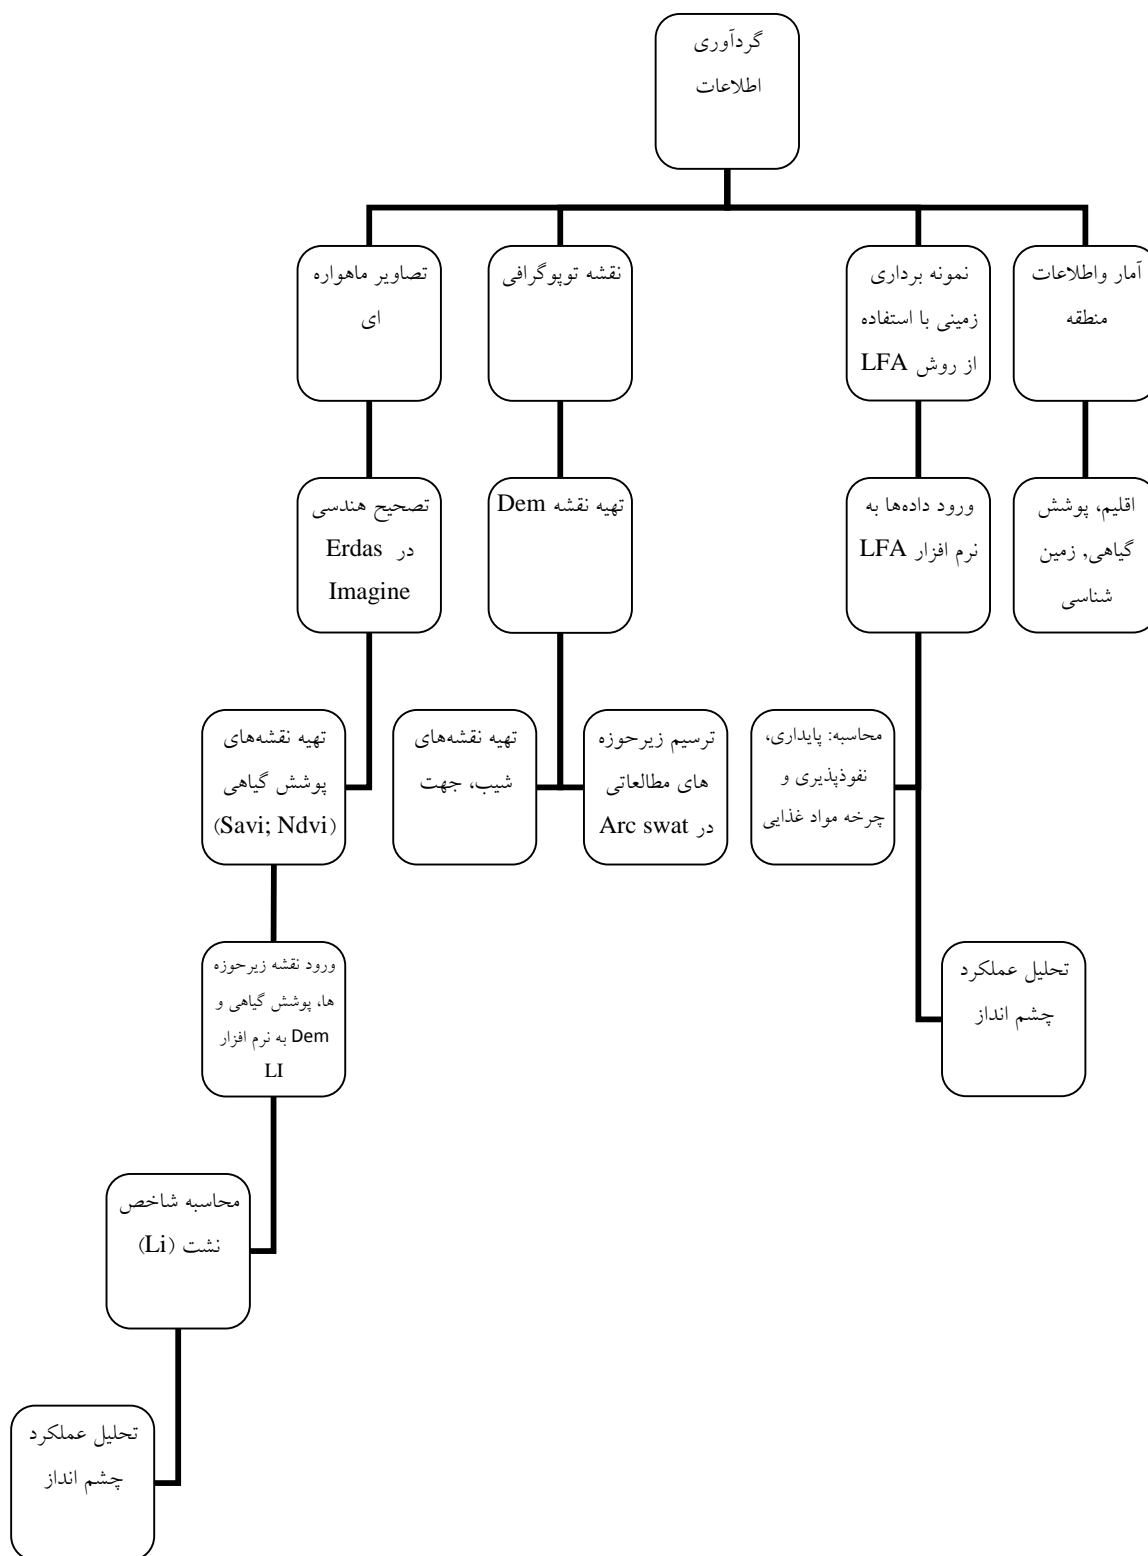 گردآوری
اطلاعات
آمار واطلاعات
منطقه
نمونه برداری
زمینی با استفاده
از روش LFA
نقشه توپوگرافی
تصاویر ماهواره
ای
اقلیم، پوشش
گیاهی, زمین
شناسی
ورود داده‌ها به
نرم افزار LFA
تهیه نقشه Dem
تصحیح هندسی
در Erdas
Imagine
محاسبه: پایداری،
نفوذپذیری و
چرخه مواد غذایی
ترسیم زیرحوزه
های مطالعاتی
در Arc swat
تهیه نقشه‌های
شیب، جهت
تهیه نقشه‌های
پوشش گیاهی
(Savi; Ndvi)
تحلیل عملکرد
چشم انداز
ورود نقشه زیرحوزه
ها، پوشش گیاهی و
Dem به نرم افزار
LI
محاسبه شاخص
نشت (Li)
تحلیل عملکرد
چشم انداز